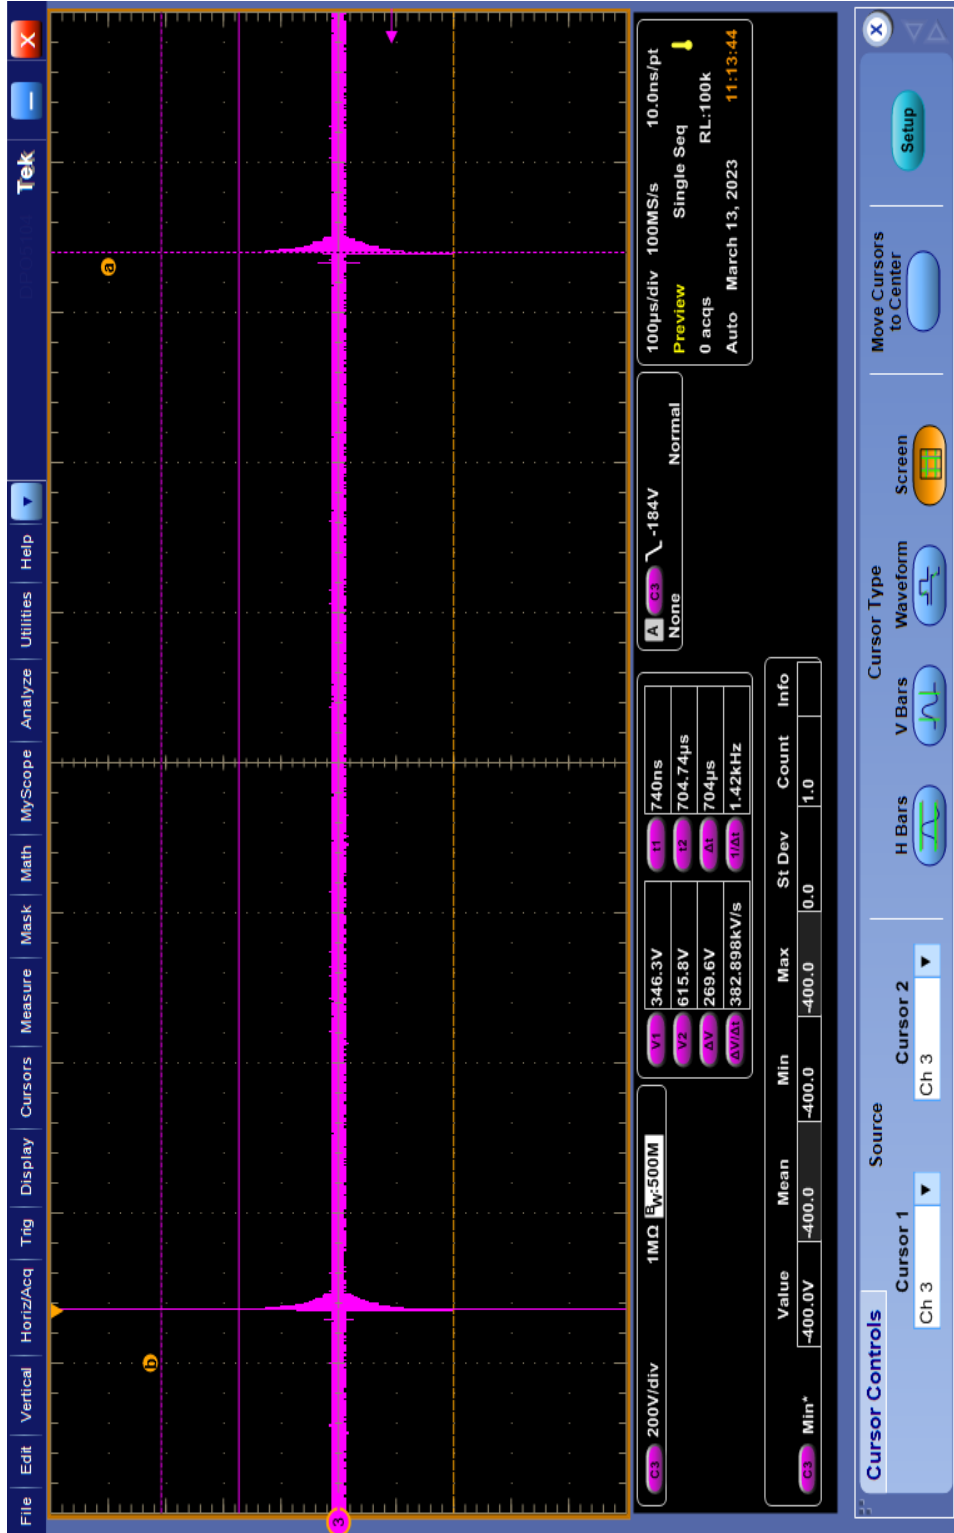 File Edit Vertical Horiz/Acq Trig Display Cursors Measure Mask Math MyScope Analyze Utilities Help
Tek
X
a
b
3
C3 200V/div 1MΩ BW:500M
V1 346.3V
V2 615.8V
ΔV 269.6V
ΔV/Δt 382.898kV/s
t1 740ns
t2 704.74µs
Δt 704µs
1/Δt 1.42kHz
A C3 -184V
None Normal
100µs/div 100MS/s 10.0ns/pt
Preview Single Seq
0 acqs RL:100k
Auto March 13, 2023 11:13:44
Value Mean Min Max St Dev Count Info
C3 Min* -400.0V -400.0 -400.0 -400.0 0.0 1.0
Cursor Controls
Source
Cursor 1
Ch 3
Cursor 2
Ch 3
Cursor Type
H Bars
V Bars
Waveform
Screen
Move Cursors
to Center
Setup
X